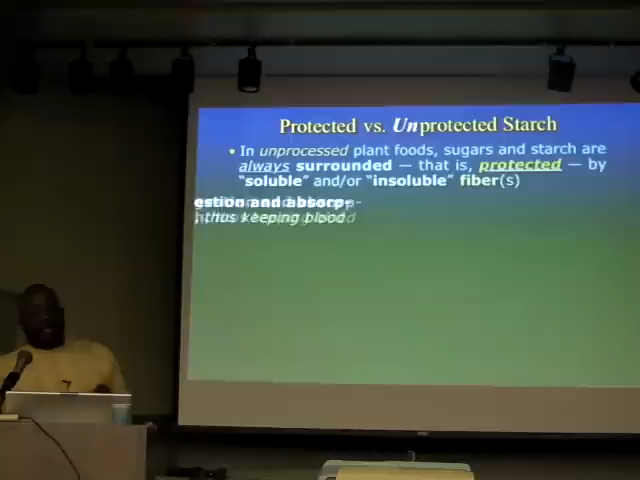 Protected vs. Unprotected Starch
• In unprocessed plant foods, sugars and starch are
always surrounded — that is, protected — by
“soluble” and/or “insoluble” fiber(s)
estion and absorp-
, thus keeping blood